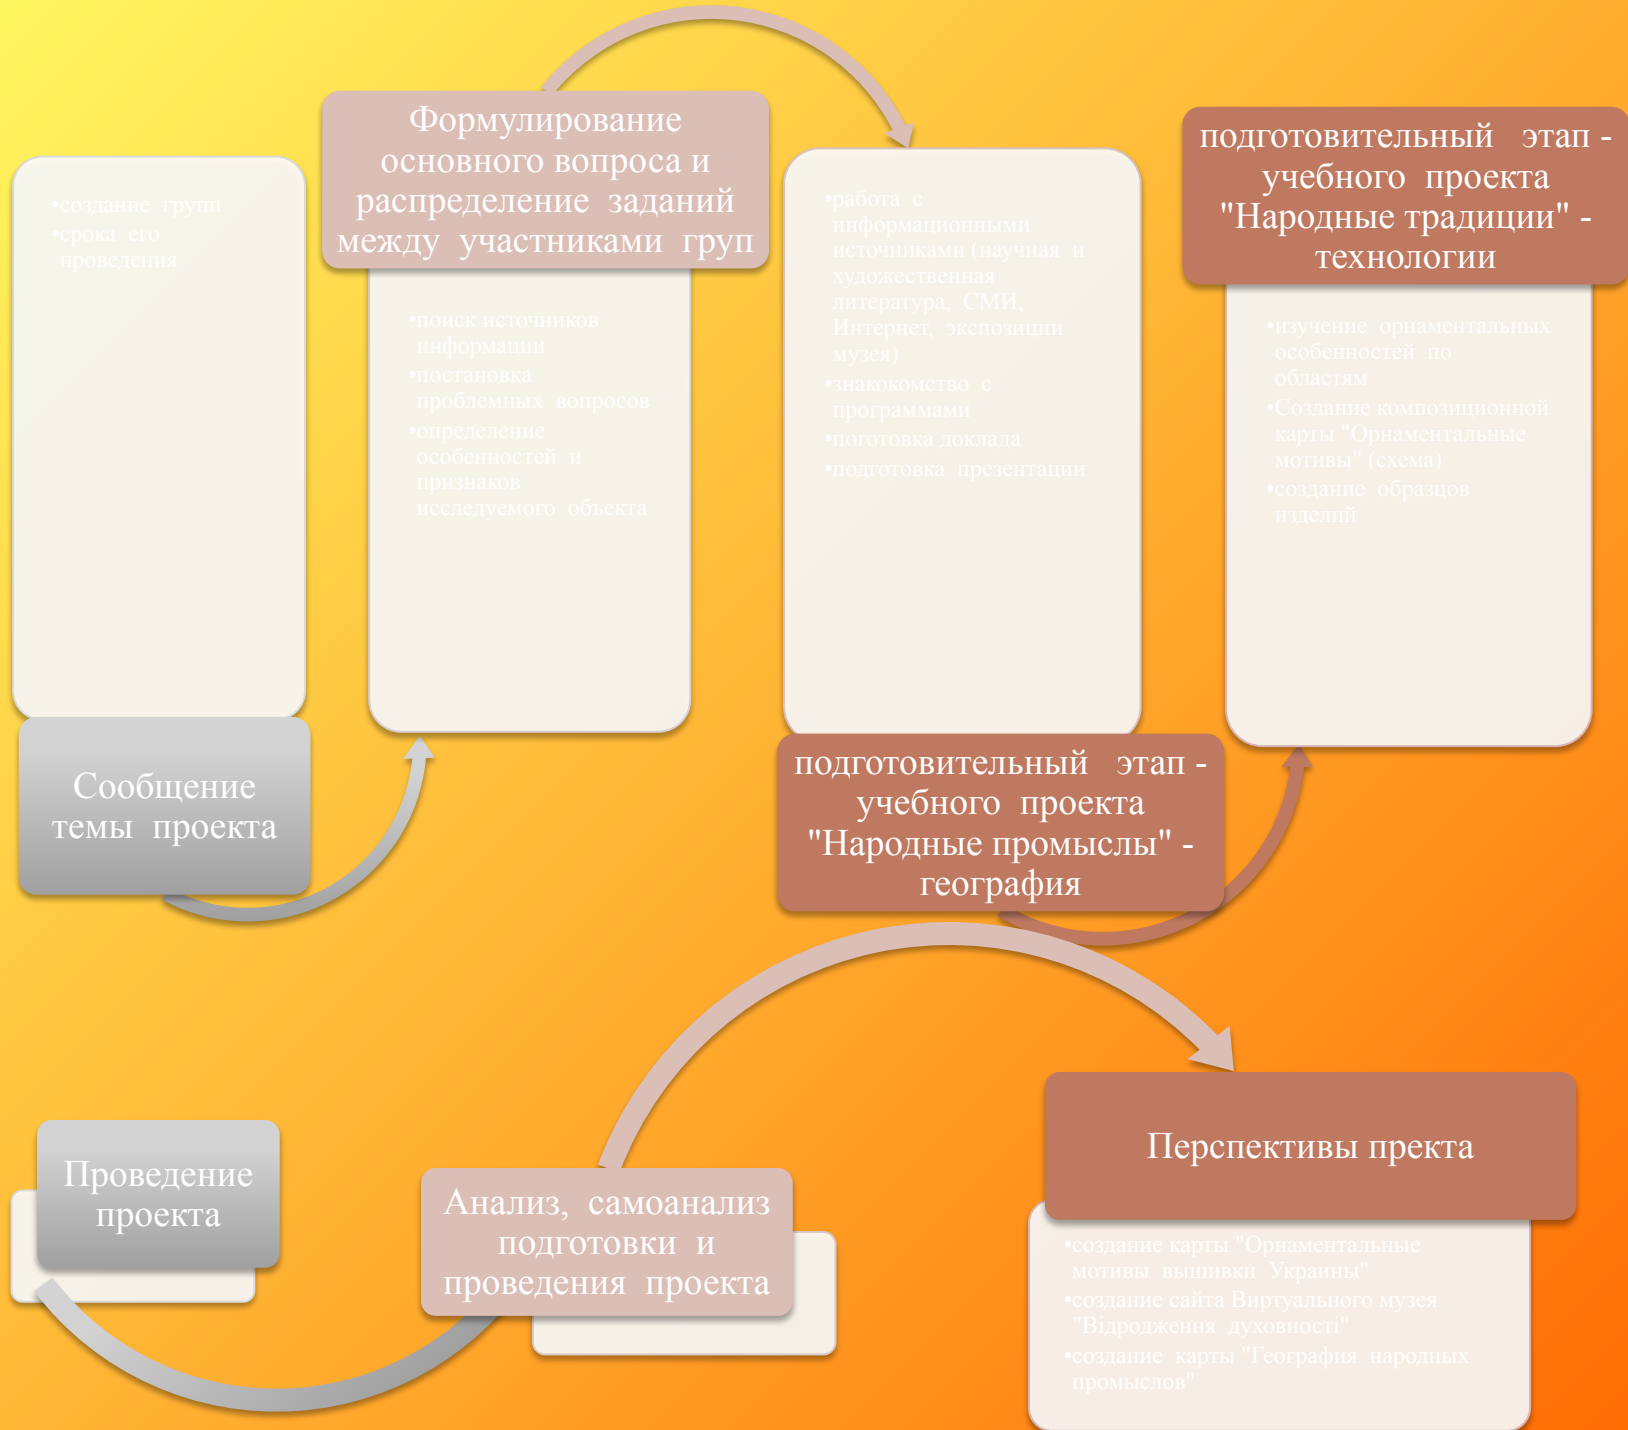 •создание групп
•срока его
проведения
Сообщение
темы проекта
Формулирование
основного вопроса и
распределение заданий
между участниками груп
•поиск источников
информации
•постановка
проблемных вопросов
•определение
особенностей и
признаков
исследуемого объекта
•работа с
информационными
источниками (научная и
художественная
литература, СМИ,
Интернет, экспозиции
музея)
•знакокомство с
программами
•поготовка доклада
•подготовка презентации
подготовительный этап -
учебного проекта
"Народные промыслы" -
география
подготовительный этап -
учебного проекта
"Народные традиции" -
технологии
•изучение орнаментальных
особенностей по
областям
•Создание композиционной
карты "Орнаментальные
мотивы" (схема)
•создание образцов
изделий
Проведение
проекта
Анализ, самоанализ
подготовки и
проведения проекта
Перспективы пректа
•создание карты "Орнаментальные
мотивы вышивки Украины"
•создание сайта Виртуального музея
"Відродження духовності"
•создание карты "География народных
промыслов"